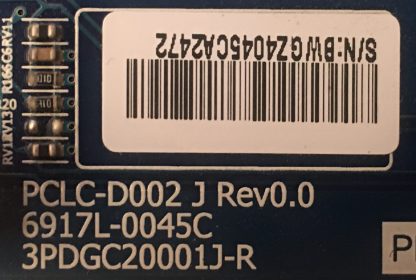 S/N:BWGZ4045CA2472
PCLC-D002 J Rev0.0
6917L-0045C
3PDGC20001J-R